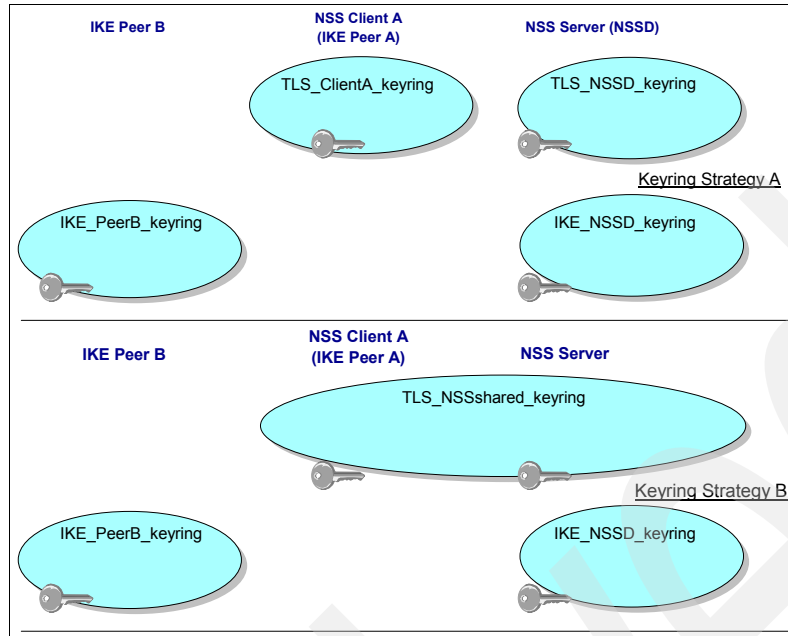 IKE Peer B
NSS Client A
(IKE Peer A)
NSS Server (NSSD)
TLS_ClientA_keyring
TLS_NSSD_keyring
Keyring Strategy A
IKE_PeerB_keyring
IKE_NSSD_keyring
IKE Peer B
NSS Client A
(IKE Peer A)
NSS Server
TLS_NSSshared_keyring
Keyring Strategy B
IKE_PeerB_keyring
IKE_NSSD_keyring